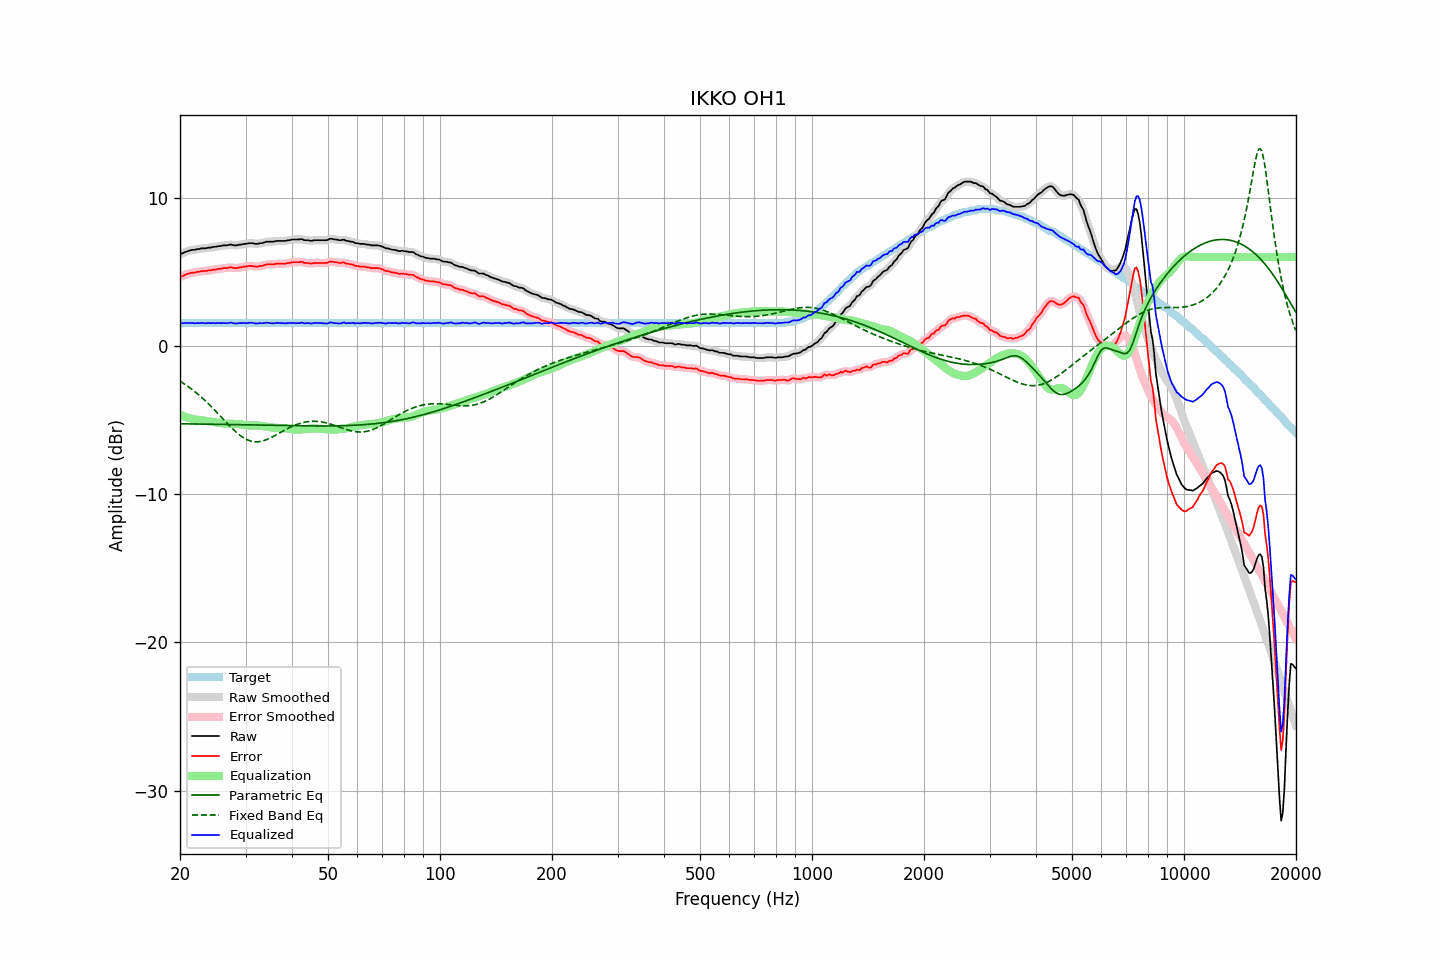 IKKO OH1
Amplitude (dBr)
10
0
−10
−20
−30
Target
Raw Smoothed
Error Smoothed
Raw
Error
Equalization
Parametric Eq
Fixed Band Eq
Equalized
20 50 100 200 500 1000 2000 5000 10000 20000
Frequency (Hz)